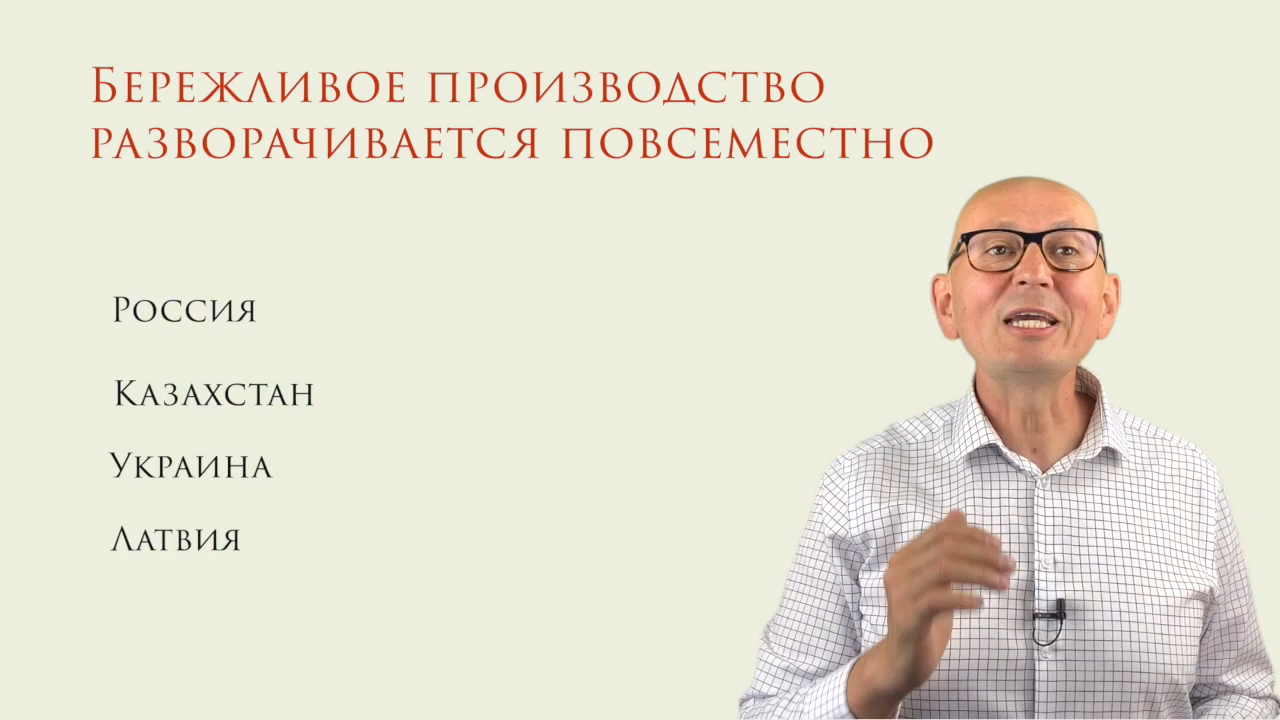 Бережливое производство
разворачивается повсеместно
Россия
Казахстан
Украина
Латвия